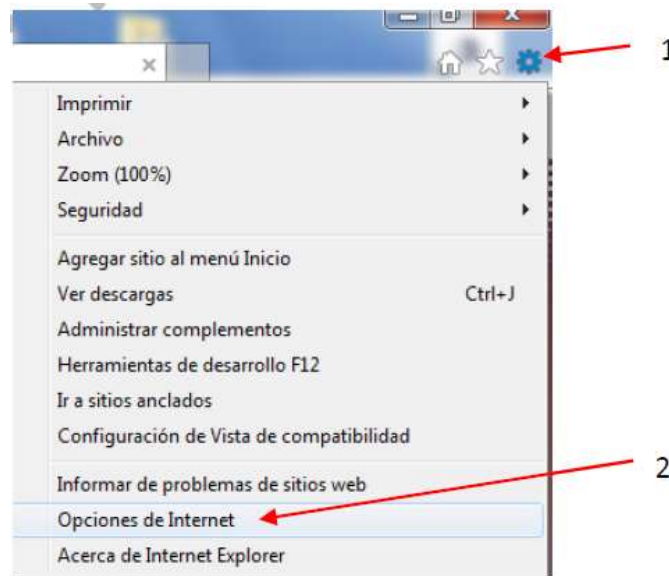 1
Imprimir
Archivo
Zoom (100%)
Seguridad
Agregar sitio al menú Inicio
Ver descargas Ctrl+J
Administrar complementos
Herramientas de desarrollo F12
Ir a sitios anclados
Configuración de Vista de compatibilidad
Informar de problemas de sitios web
2
Opciones de Internet
Acerca de Internet Explorer